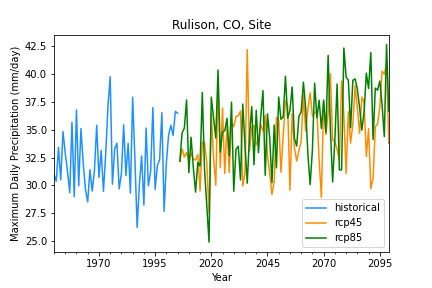 Rulison, CO, Site
Maximum Daily Precipitation (mm/day)
42.5
40.0
37.5
35.0
32.5
30.0
27.5
25.0
1970
1995
2020
2045
2070
2095
Year
historical
rcp45
rcp85